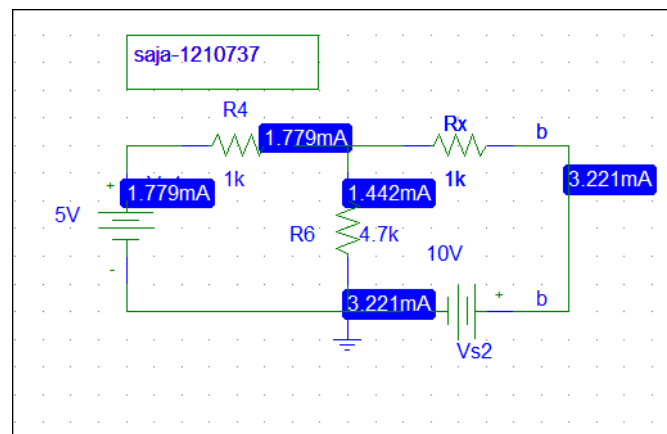 saja-1210737
R4
1.779mA
Rx
b
+
1.779mA
1k
1.442mA
1k
3.221mA
5V
R6
4.7k
10V
-
3.221mA
+
b
Vs2